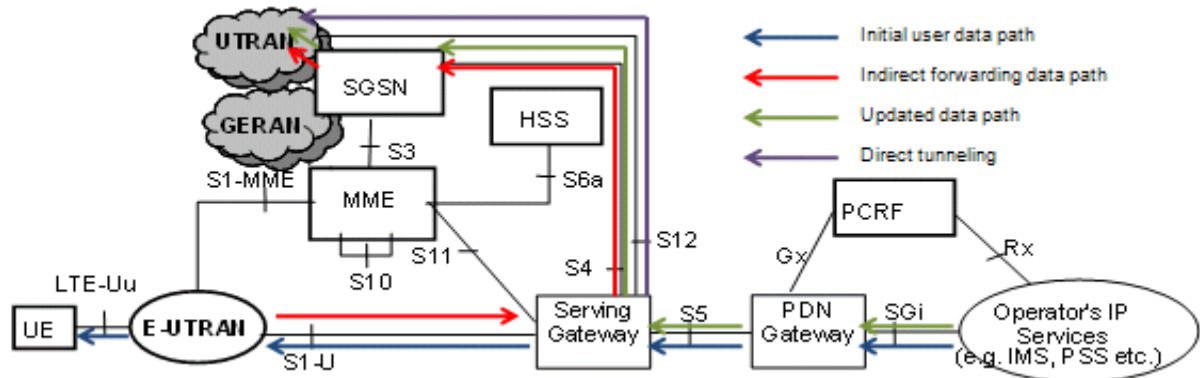 UTRAN
SGSN
GERAN
HSS
S3
S1-MME
S6a
MME
PCRF
S12
S11
S4
Gx
Rx
S10
LTE-Uu
UE
E-UTRAN
S1-U
Serving
Gateway
S5
PDN
Gateway
SGi
Operator's IP
Services
(e.g. IMS, PSS etc.)
Initial user data path
Indirect forwarding data path
Updated data path
Direct tunneling